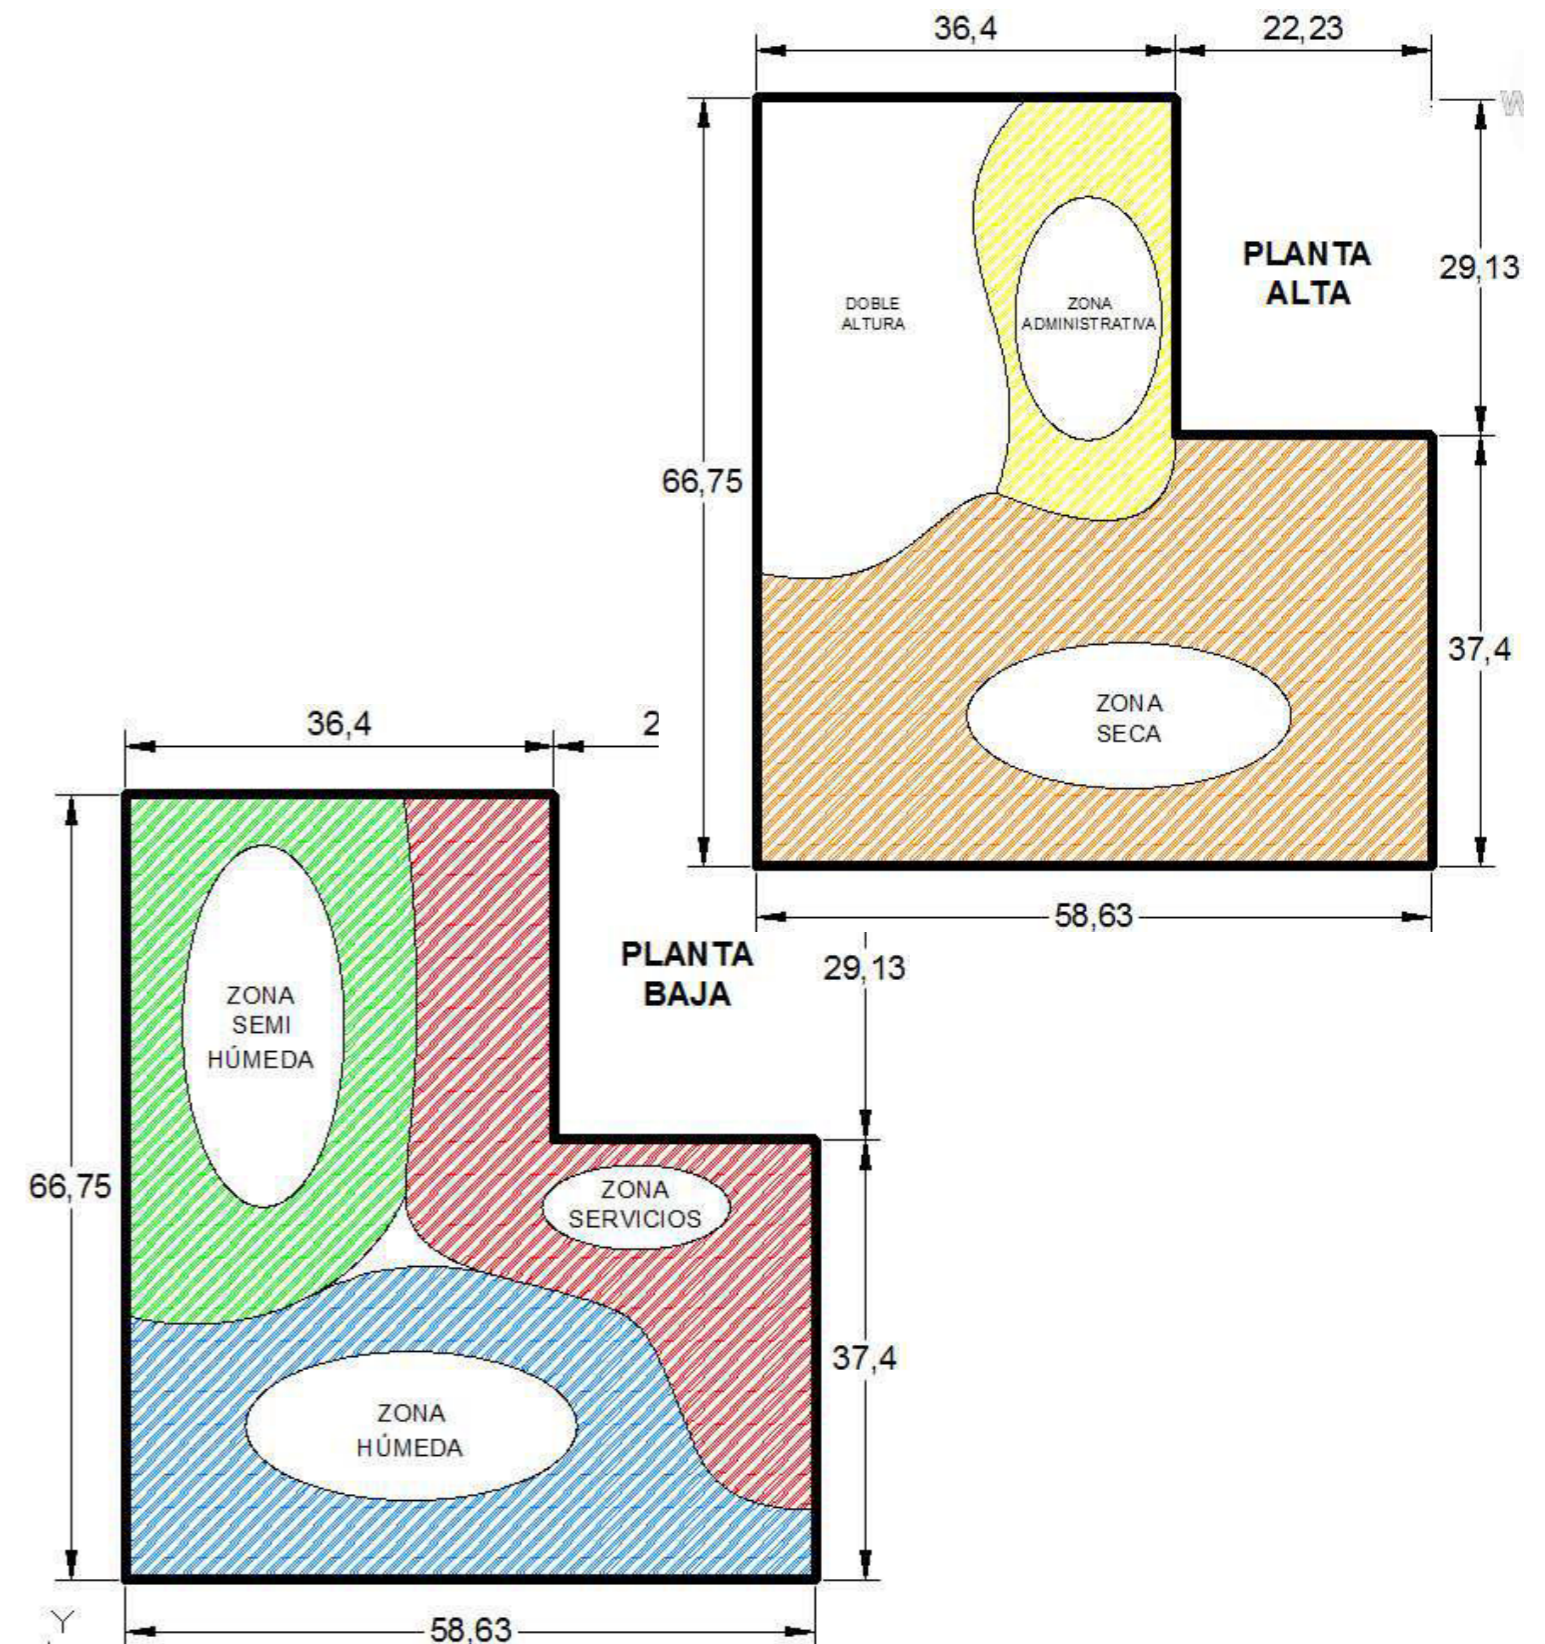 36,4
22,23
W
PLANTA
ALTA
29,13
DOBLE
ALTURA
ZONA
ADMINISTRATIVA
66,75
37,4
ZONA
SECA
58,63
36,4
2
PLANTA
BAJA
29,13
ZONA
SEMI
HÚMEDA
66,75
ZONA
SERVICIOS
37,4
ZONA
HÚMEDA
Y
58,63